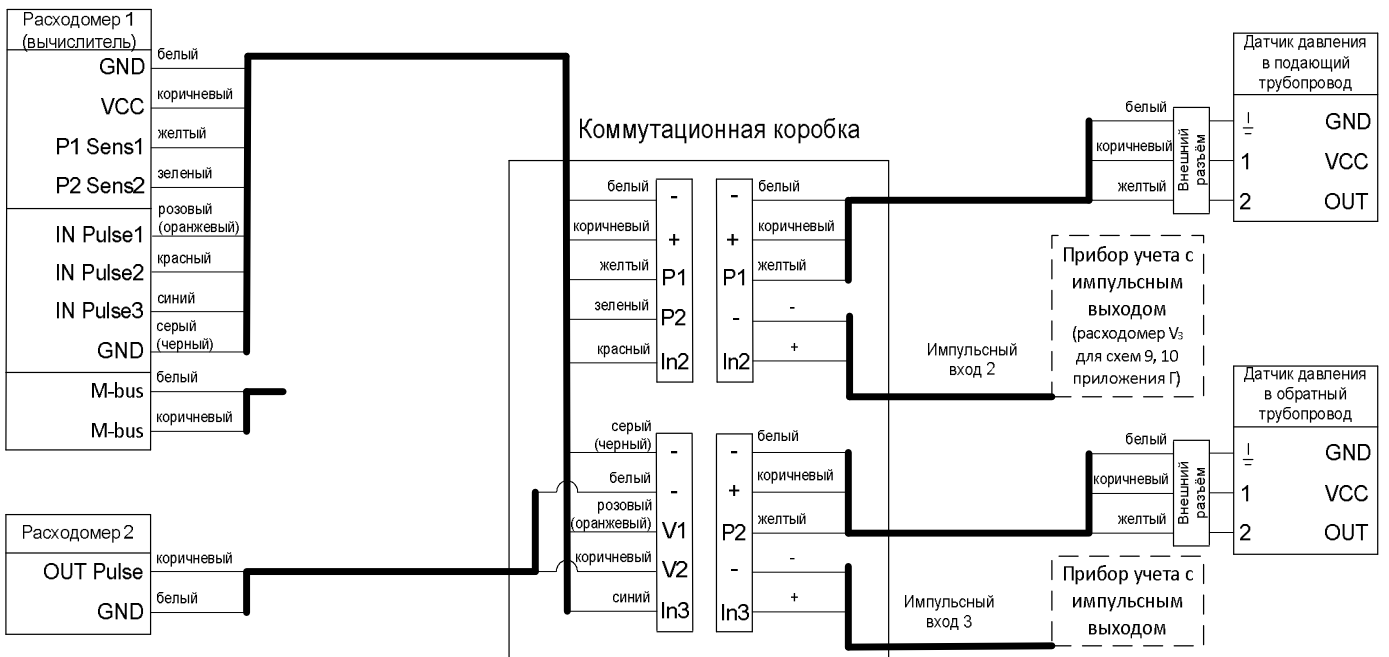 Расходомер 1
(вычислитель)
GND
белый
VCC
коричневый
P1 Sens1
желтый
P2 Sens2
зеленый
IN Pulse1
розовый
(оранжевый)
IN Pulse2
красный
IN Pulse3
синий
GND
серый
(черный)
M-bus
белый
M-bus
коричневый
Расходомер 2
OUT Pulse
коричневый
GND
белый
Коммутационная коробка
белый
-
коричневый
+
желтый
P1
зеленый
P2
красный
In2
-
белый
+
коричневый
P1
желтый
-
-
In2
+
серый
(черный)
-
белый
-
розовый
(оранжевый)
V1
коричневый
V2
синий
In3
-
белый
+
коричневый
P2
желтый
-
-
In3
+
Импульсный
вход 2
Импульсный
вход 3
Датчик давления
в подающий
трубопровод
белый
коричневый
желтый
Внешний
разъём
GND
1 VCC
2 OUT
Прибор учета с
импульсным
выходом
(расходомер V₃
для схем 9, 10
приложения Г)
Датчик давления
в обратный
трубопровод
белый
коричневый
желтый
Внешний
разъём
GND
1 VCC
2 OUT
Прибор учета с
импульсным
выходом